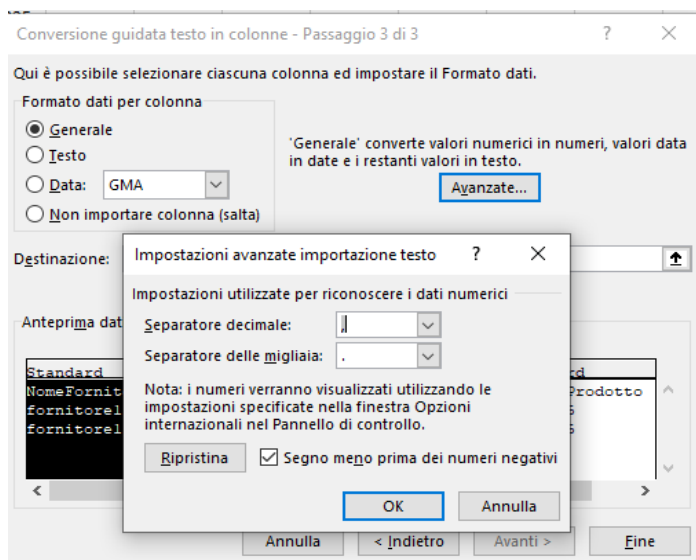 Conversione guidata testo in colonne - Passaggio 3 di 3
Qui è possibile selezionare ciascuna colonna ed impostare il Formato dati.
Formato dati per colonna
Generale
Testo
Data: GMA
Non importare colonna (salta)
'Generale' converte valori numerici in numeri, valori data
in date e i restanti valori in testo.
Avanzate...
Destinazione:
Impostazioni avanzate importazione testo
Impostazioni utilizzate per riconoscere i dati numerici
Separatore decimale: ,
Separatore delle migliaia: .
Nota: i numeri verranno visualizzati utilizzando le
impostazioni specificate nella finestra Opzioni
internazionali nel Pannello di controllo.
Ripristina
Segno meno prima dei numeri negativi
OK
Annulla
Anteprima dat
Standard
NomeFornit
fornitore1
fornitore1
rd
Prodotto
Annulla
< Indietro
Avanti >
Fine